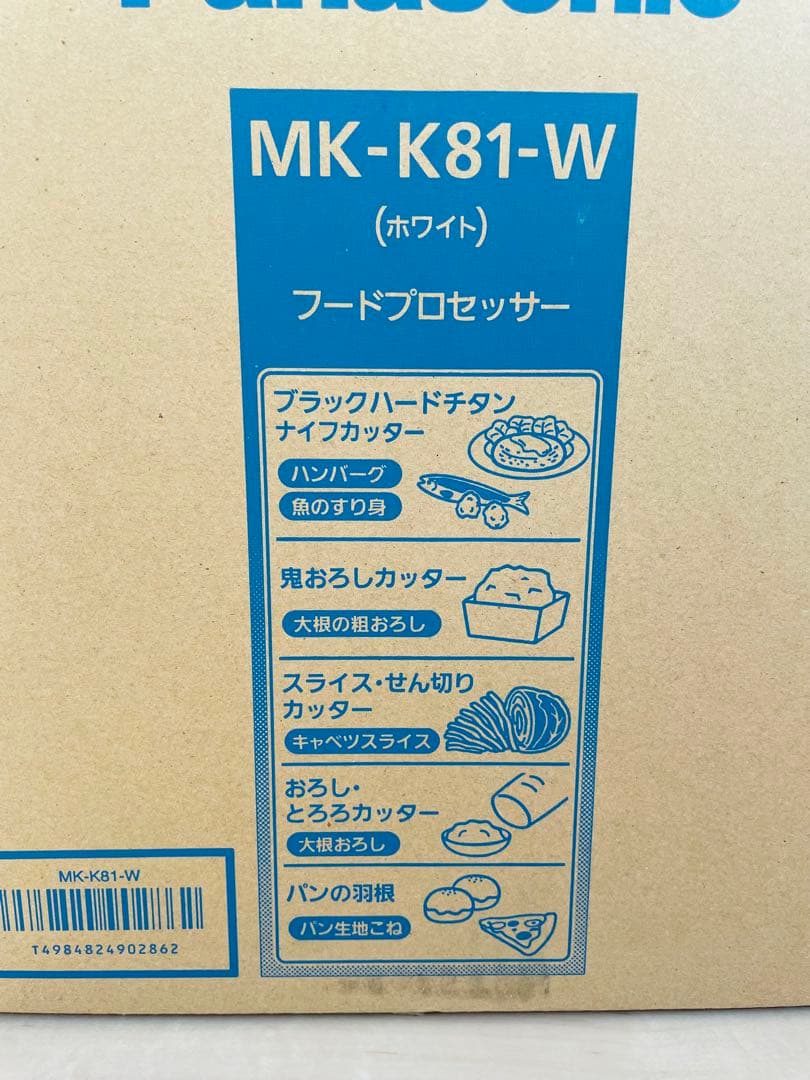 Panasonic
MK-K81-W
(ホワイト)
フードプロセッサー
ブラックハードチタン
ナイフカッター
ハンバーグ
魚のすり身
鬼おろしカッター
大根の粗おろし
スライス・せん切り
カッター
キャベツスライス
おろし・
とろろカッター
大根おろし
パンの羽根
パン生地こね
MK-K81-W
T4984824902862